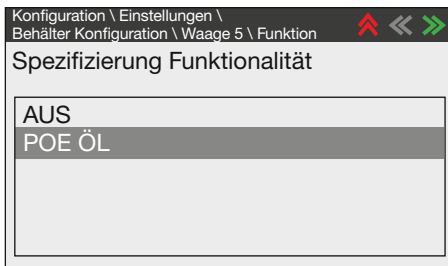 Konfiguration \ Einstellungen \
Behälter Konfiguration \ Waage 5 \ Funktion
Spezifizierung Funktionalität
AUS
POE ÖL